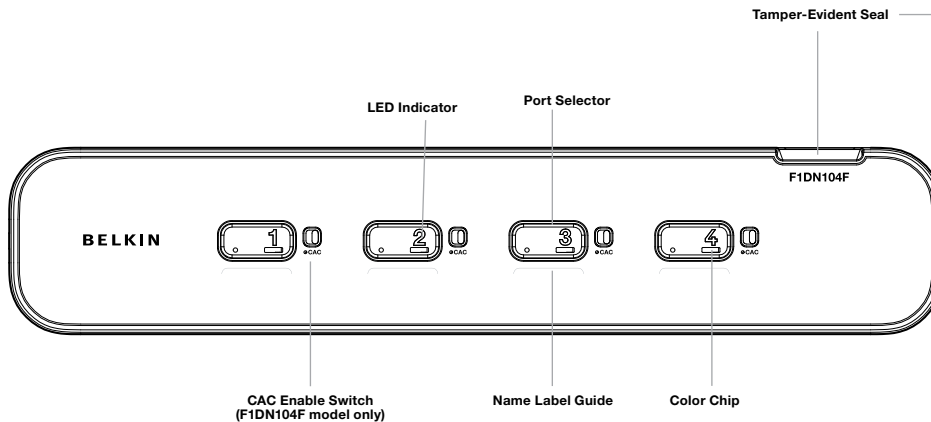 Tamper-Evident Seal
LED Indicator
Port Selector
F1DN104F
BELKIN
1
CAC
2
CAC
3
CAC
4
CAC
CAC Enable Switch
(F1DN104F model only)
Name Label Guide
Color Chip